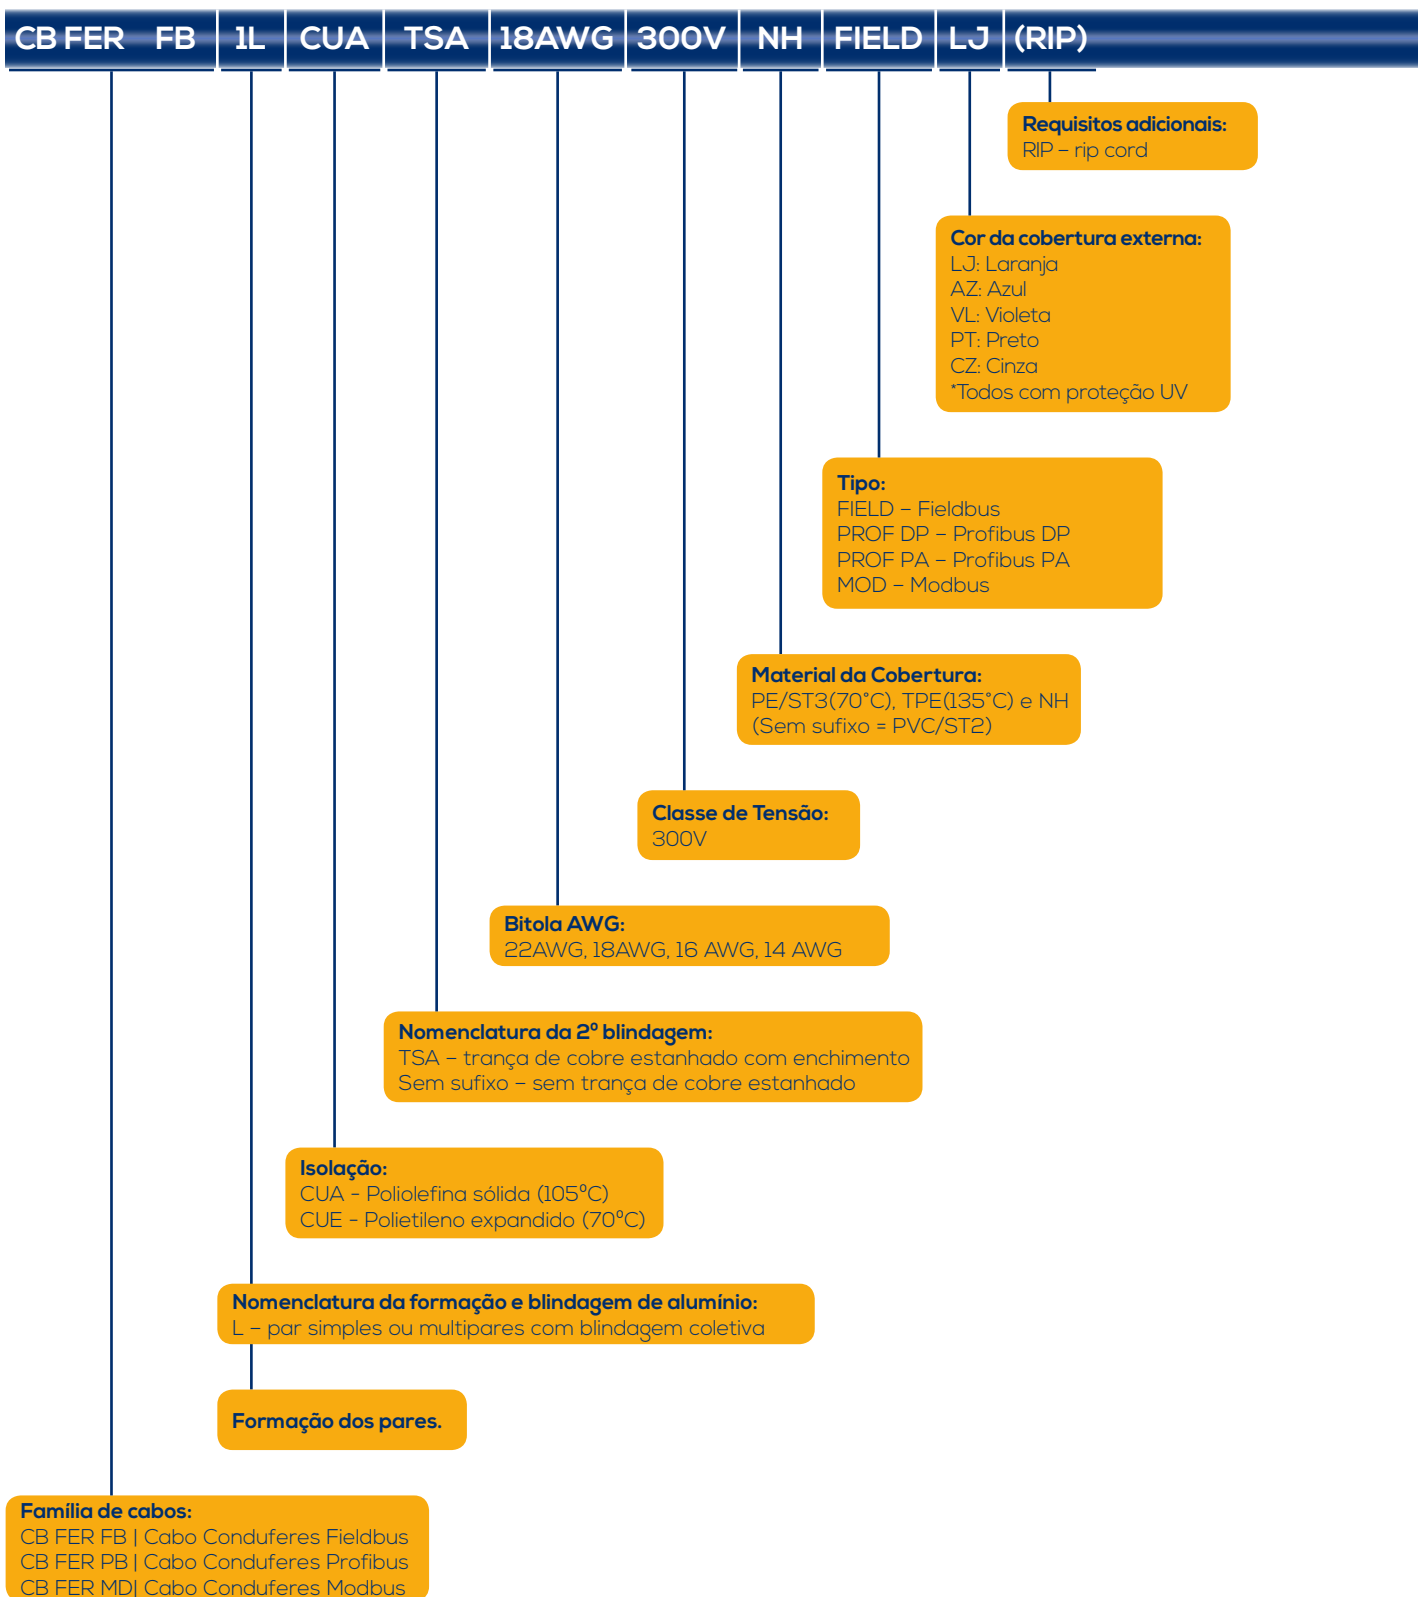 CB FER FB 1L CUA TSA 18AWG 300V NH FIELD LJ (RIP)
Requisitos adicionais:
RIP – rip cord
Cor da cobertura externa:
LJ: Laranja
AZ: Azul
VL: Violeta
PT: Preto
CZ: Cinza
*Todos com proteção UV
Tipo:
FIELD – Fieldbus
PROF DP – Profibus DP
PROF PA – Profibus PA
MOD – Modbus
Material da Cobertura:
PE/ST3(70°C), TPE(135°C) e NH
(Sem sufixo = PVC/ST2)
Classe de Tensão:
300V
Bitola AWG:
22AWG, 18AWG, 16 AWG, 14 AWG
Nomenclatura da 2º blindagem:
TSA – trança de cobre estanhado com enchimento
Sem sufixo – sem trança de cobre estanhado
Isolação:
CUA - Poliolefina sólida (105ºC)
CUE - Polietileno expandido (70ºC)
Nomenclatura da formação e blindagem de alumínio:
L – par simples ou multipares com blindagem coletiva
Formação dos pares.
Família de cabos:
CB FER FB | Cabo Conduferes Fieldbus
CB FER PB | Cabo Conduferes Profibus
CB FER MD| Cabo Conduferes Modbus